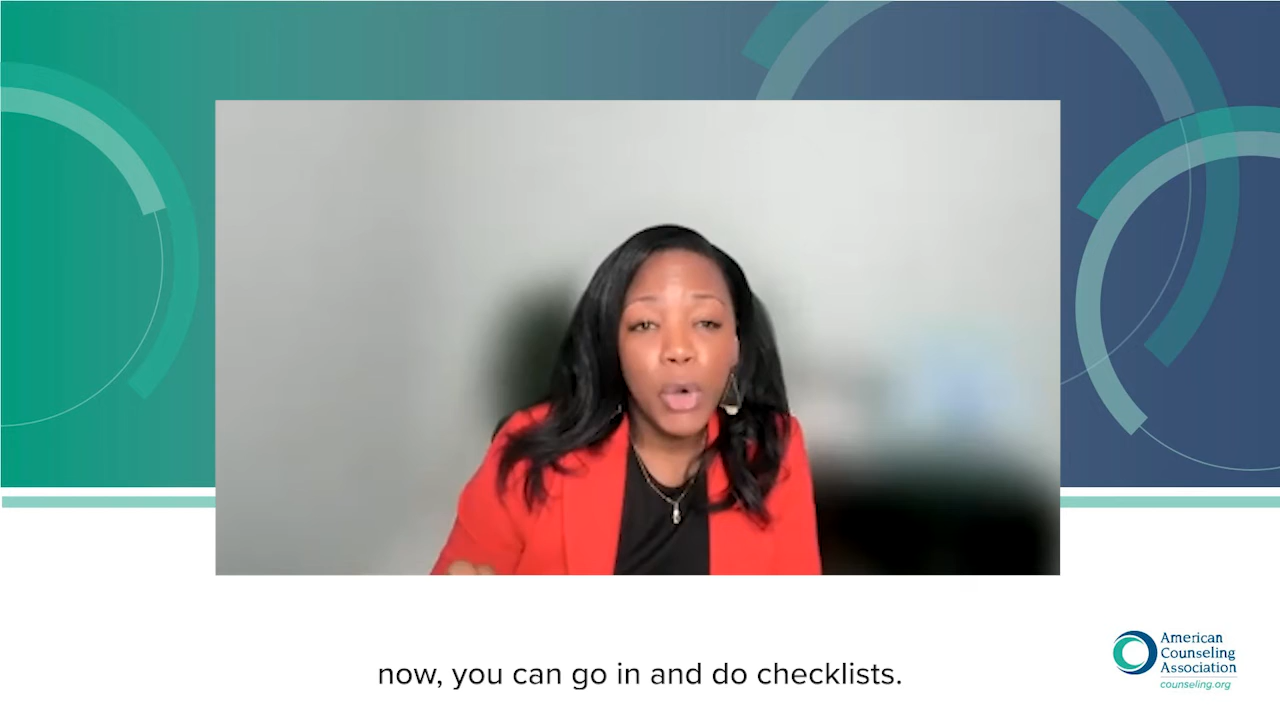 now, you can go in and do checklists.
American
Counseling
Association
counseling.org